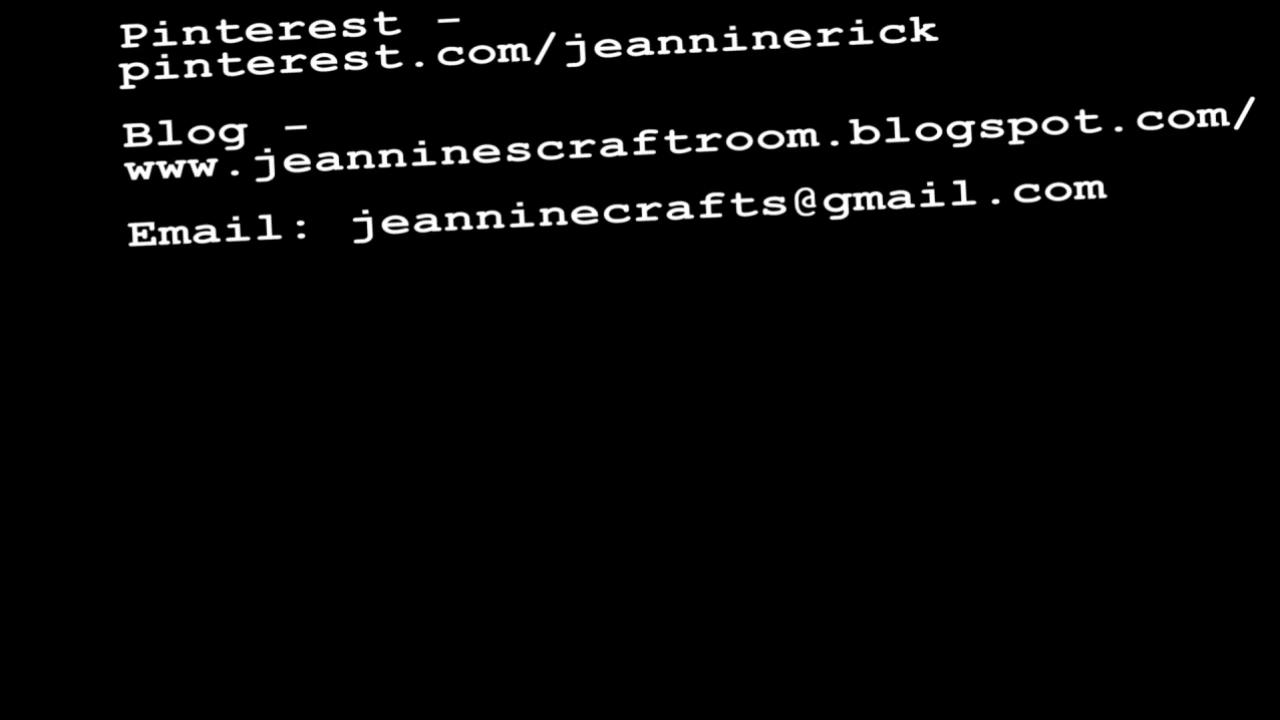 Pinterest -
pinterest.com/jeanninerick
Blog -
www.jeanninescraftroom.blogspot.com/
Email: jeanninecrafts@gmail.com